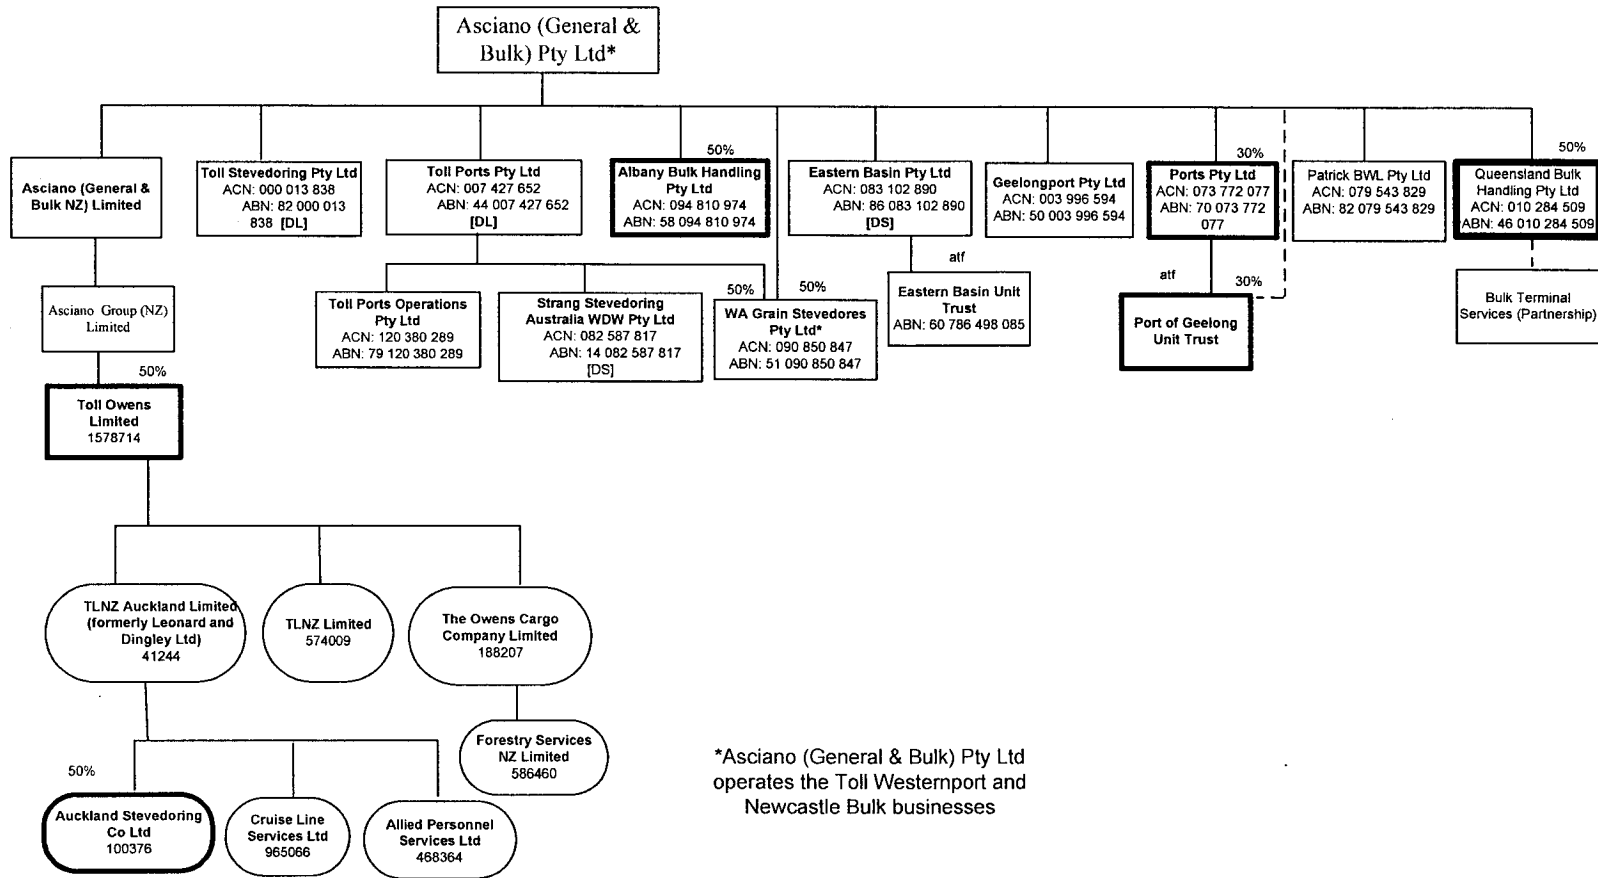 Asciano (General &
Bulk) Pty Ltd*
Asciano (General &
Bulk NZ) Limited
Toll Stevedoring Pty Ltd
ACN: 000 013 838
ABN: 82 000 013
838 [DL]
Toll Ports Pty Ltd
ACN: 007 427 652
ABN: 44 007 427 652
[DL]
50%
Albany Bulk Handling
Pty Ltd
ACN: 094 810 974
ABN: 58 094 810 974
Eastern Basin Pty Ltd
ACN: 083 102 890
ABN: 86 083 102 890
[DS]
Geelongport Pty Ltd
ACN: 003 996 594
ABN: 50 003 996 594
30%
Ports Pty Ltd
ACN: 073 772 077
ABN: 70 073 772
077
Patrick BWL Pty Ltd
ACN: 079 543 829
ABN: 82 079 543 829
50%
Queensland Bulk
Handling Pty Ltd
ACN: 010 284 509
ABN: 46 010 284 509
Asciano Group (NZ)
Limited
Toll Ports Operations
Pty Ltd
ACN: 120 380 289
ABN: 79 120 380 289
Strang Stevedoring
Australia WDW Pty Ltd
ACN: 082 587 817
ABN: 14 082 587 817
[DS]
50%
50%
WA Grain Stevedores
Pty Ltd*
ACN: 090 850 847
ABN: 51 090 850 847
atf
Eastern Basin Unit
Trust
ABN: 60 786 498 085
atf
30%
Port of Geelong
Unit Trust
Bulk Terminal
Services (Partnership)
50%
Toll Owens
Limited
1578714
TLNZ Auckland Limited
(formerly Leonard and
Dingley Ltd)
41244
TLNZ Limited
574009
The Owens Cargo
Company Limited
188207
Forestry Services
NZ Limited
586460
50%
Auckland Stevedoring
Co Ltd
100376
Cruise Line
Services Ltd
965066
Allied Personnel
Services Ltd
468364
*Asciano (General & Bulk) Pty Ltd
operates the Toll Westernport and
Newcastle Bulk businesses